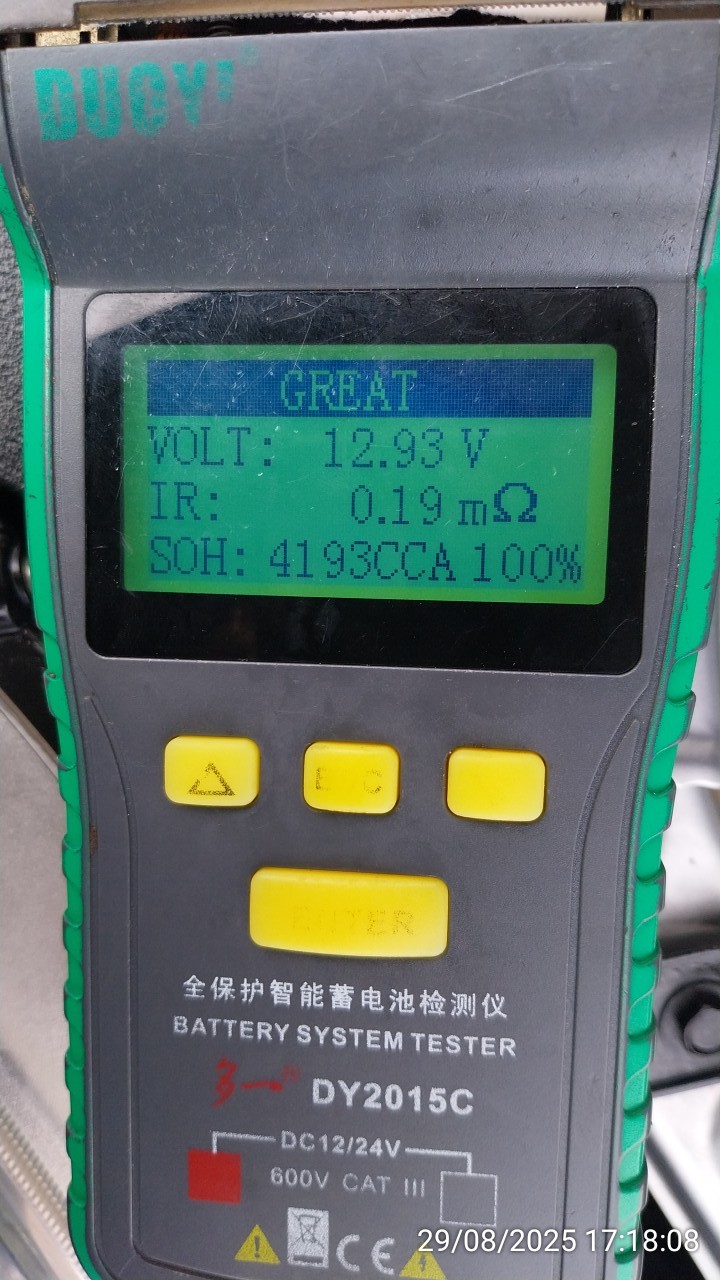 DUOYI
GREAT
VOLT: 12.93 V
IR: 0.19 mΩ
SOH: 4193CCA 100%
全保护智能蓄电池检测仪
BATTERY SYSTEM TESTER
多一 DY2015C
DC12/24V
600V CAT III
CE
29/08/2025 17:18:08